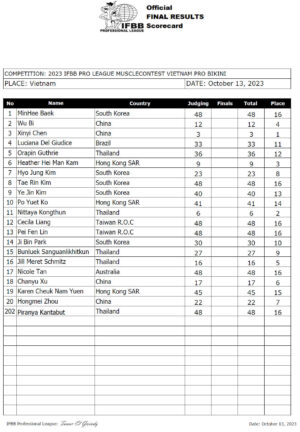 Official
FINAL RESULTS
Scorecard
IFBB
PROFESSIONAL LEAGUE
COMPETITION: 2023 IFBB PRO LEAGUE MUSCLECONTEST VIETNAM PRO BIKINI
PLACE: Vietnam DATE: October 13, 2023
No Name Country Judging Finals Total Place
1 MinHee Baek South Korea 48 48 16
2 Wu Bi China 12 12 4
3 Xinyi Chen China 3 3 1
4 Luciana Del Giudice Brazil 33 33 11
5 Orapin Guthrie Thailand 36 36 12
6 Heather Hei Man Kam Hong Kong SAR 9 9 3
7 Hyo Jung Kim South Korea 23 23 8
8 Tae Rin Kim South Korea 48 48 16
9 Ye Jin Kim South Korea 40 40 13
10 Po Yuet Ko Hong Kong SAR 41 41 14
11 Nittaya Kongthun Thailand 6 6 2
12 Cecila Liang Taiwan R.O.C 48 48 16
13 Pei Fen Lin Taiwan R.O.C 48 48 16
14 Ji Bin Park South Korea 30 30 10
15 Bunluek Sanguanlikhitkun Thailand 27 27 9
16 Jill Meret Schmitz Thailand 16 16 5
17 Nicole Tan Australia 48 48 16
18 Chanyu Xu China 17 17 6
19 Karen Cheuk Nam Yuen Hong Kong SAR 45 45 15
20 Hongmei Zhou China 22 22 7
202 Piranya Kantabut Thailand 48 48 16
IFBB Professional League: Date: October 13, 2023